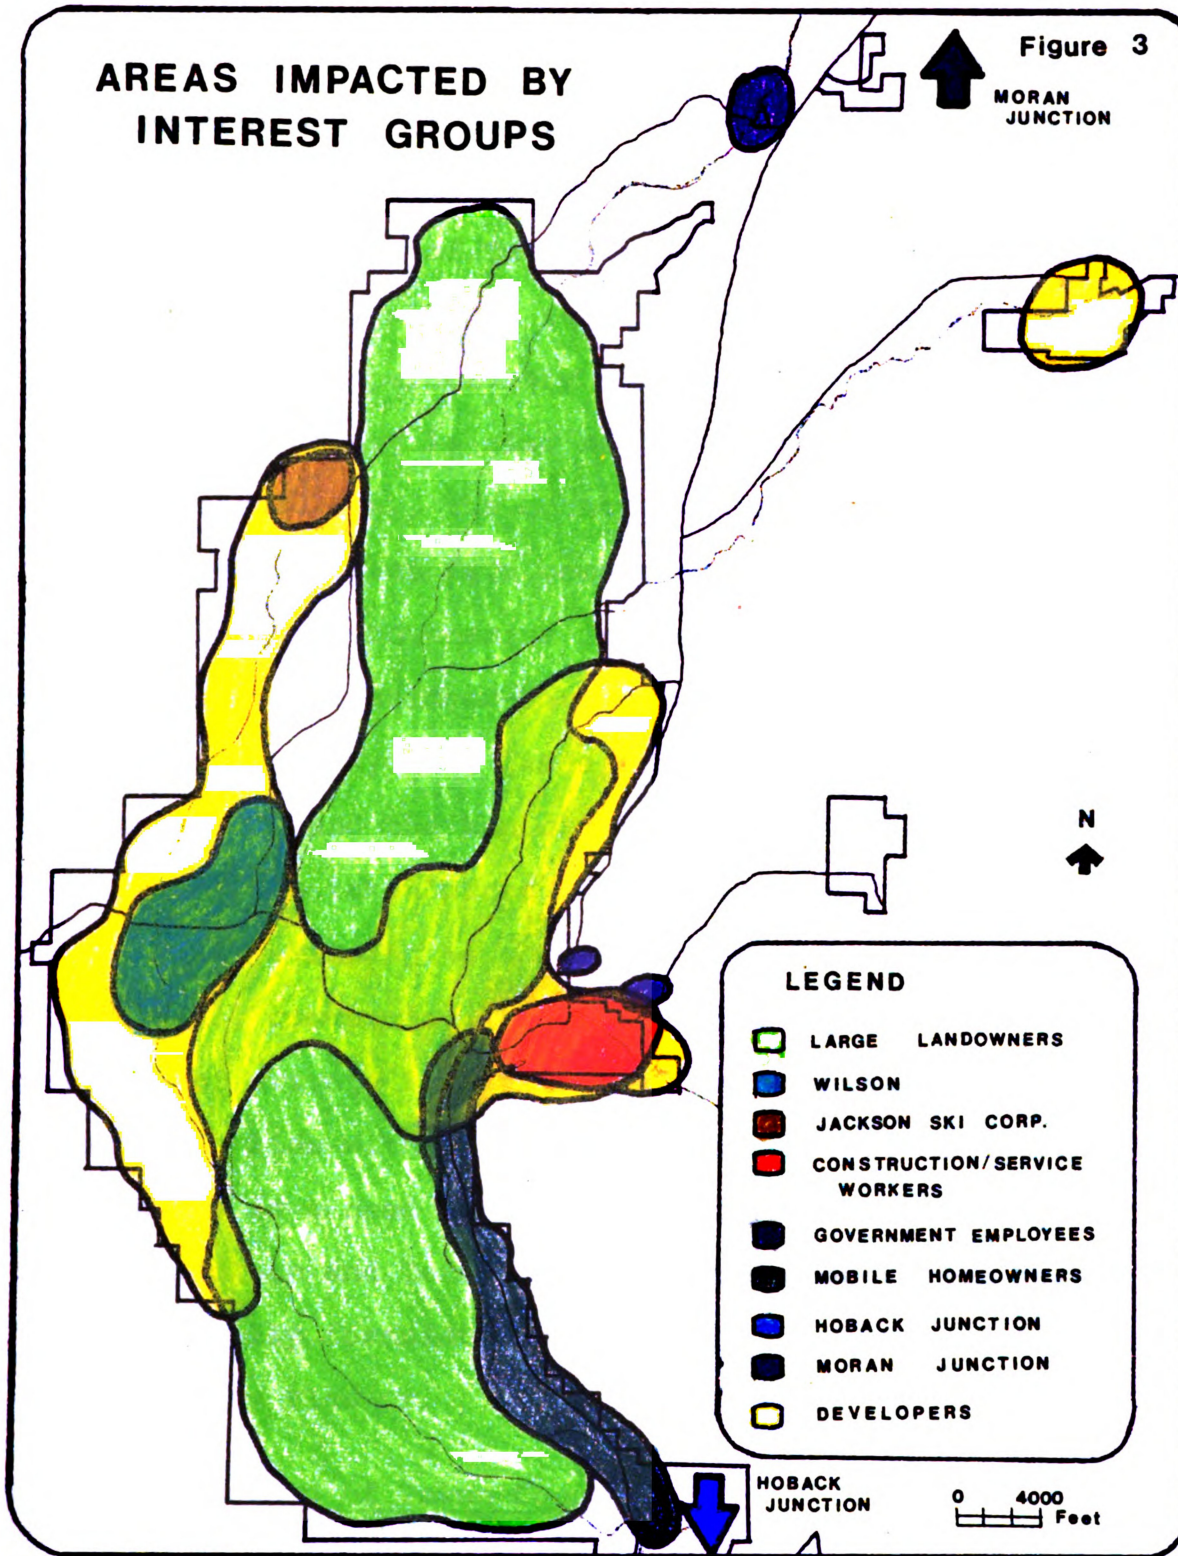 Figure 3
AREAS IMPACTED BY
INTEREST GROUPS
MORAN
JUNCTION
N
LEGEND
LARGE LANDOWNERS
WILSON
JACKSON SKI CORP.
CONSTRUCTION/SERVICE
WORKERS
GOVERNMENT EMPLOYEES
MOBILE HOMEOWNERS
HOBACK JUNCTION
MORAN JUNCTION
DEVELOPERS
HOBACK
JUNCTION
0 4000
Feet